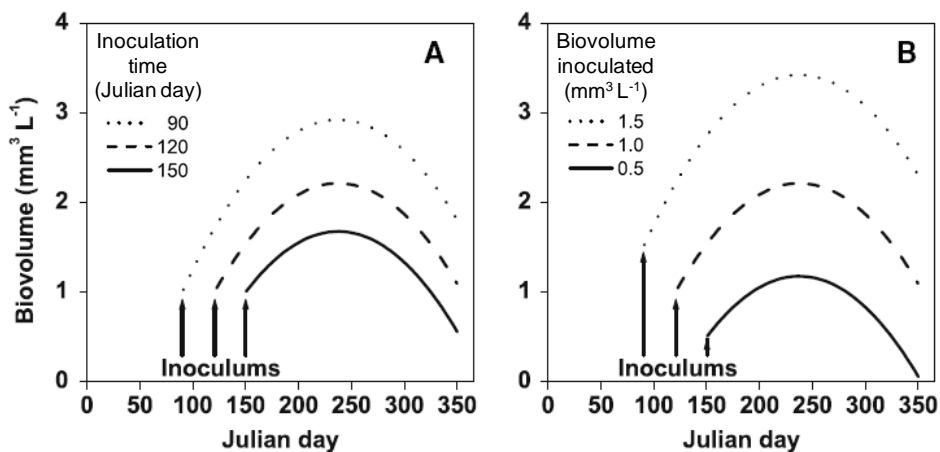 4
3
2
1
0
Biovolume (mm³ L⁻¹)
Inoculation
time
(Julian day)
90
120
150
A
Inoculums
0 50 100 150 200 250 300 350
Julian day
4
3
2
1
0
Biovolume
inoculated
(mm³ L⁻¹)
1.5
1.0
0.5
B
Inoculums
0 50 100 150 200 250 300 350
Julian day